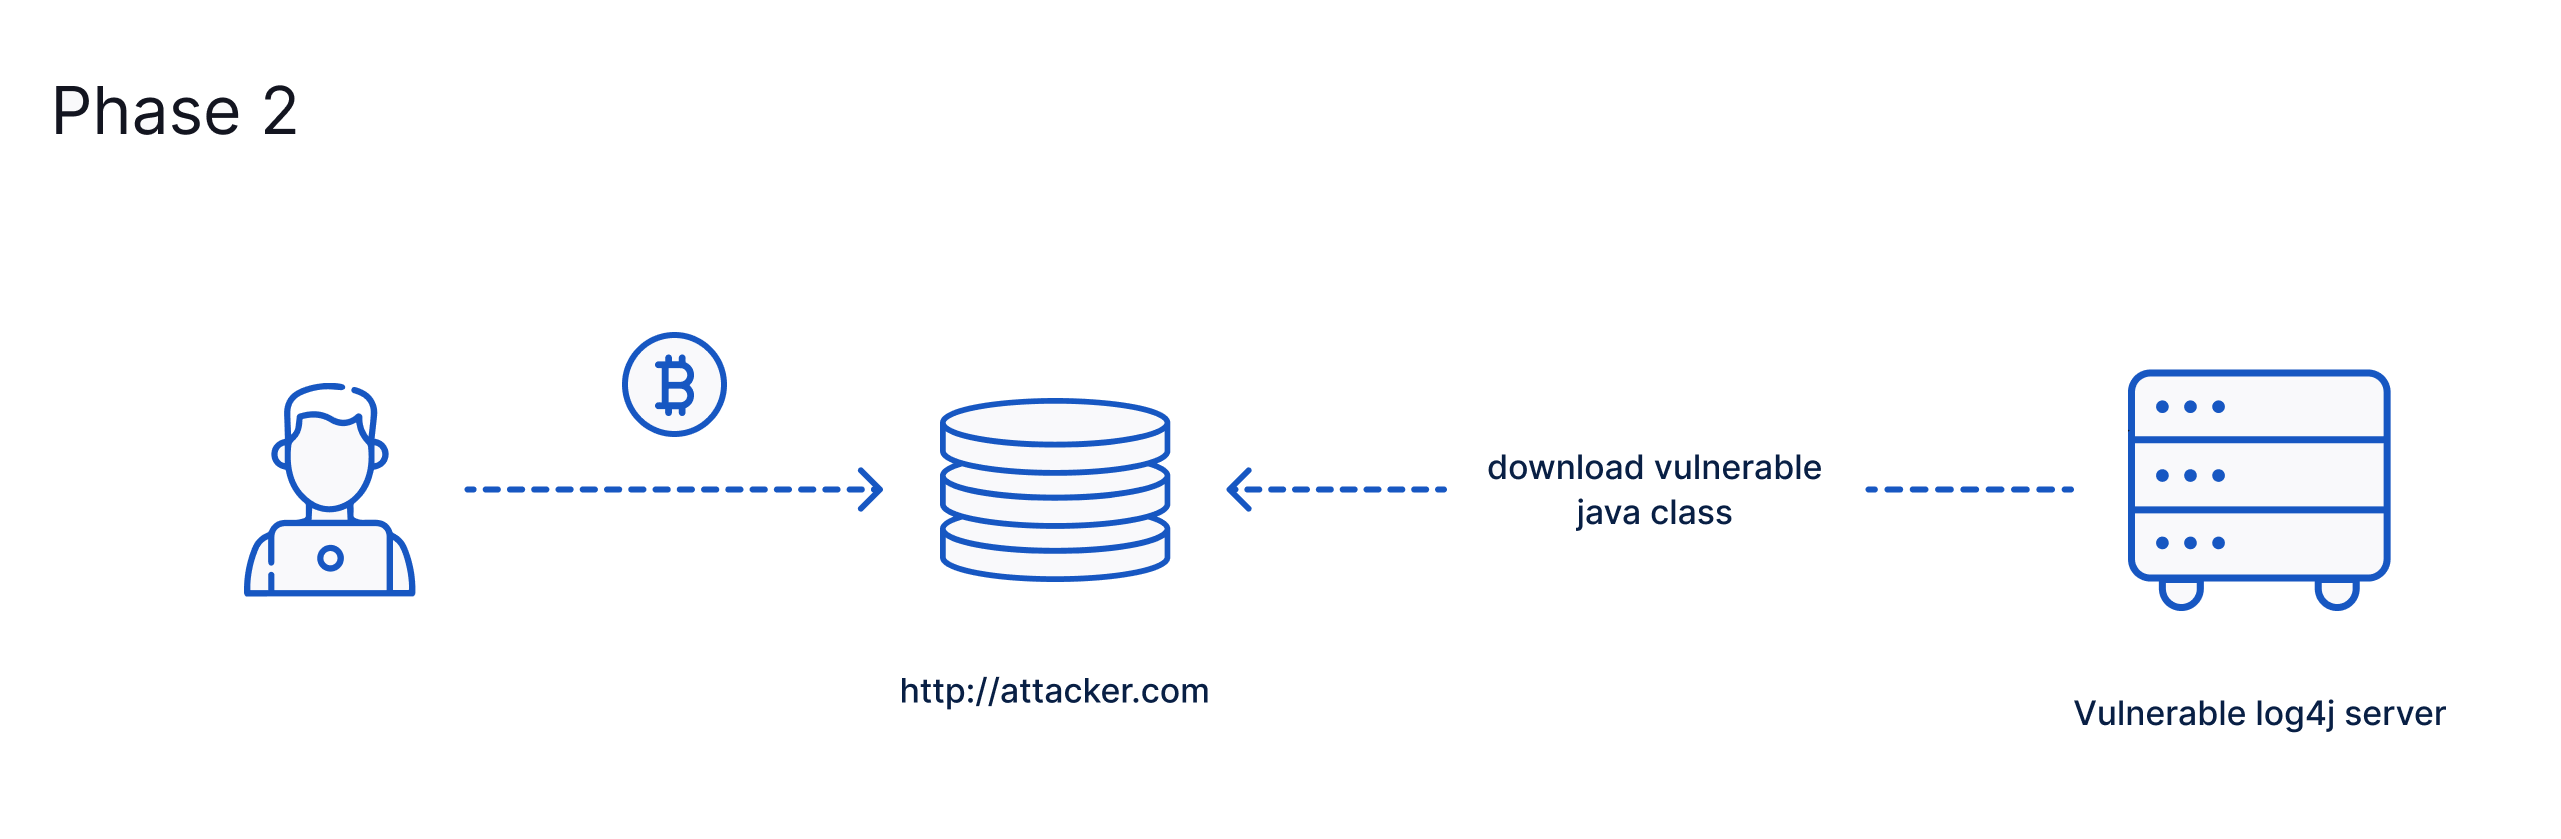 Phase 2
download vulnerable
java class
http://attacker.com
Vulnerable log4j server